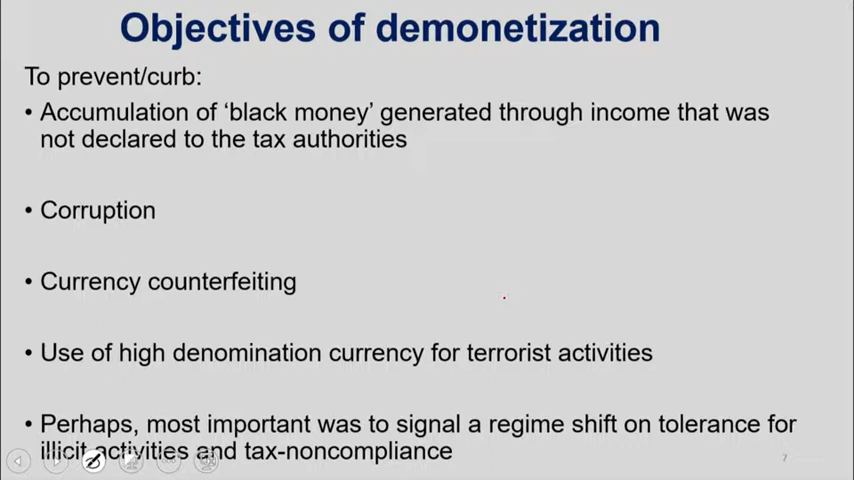 Objectives of demonetization
To prevent/curb:
• Accumulation of ‘black money’ generated through income that was
not declared to the tax authorities
• Corruption
• Currency counterfeiting
• Use of high denomination currency for terrorist activities
• Perhaps, most important was to signal a regime shift on tolerance for
illicit activities and tax-noncompliance
7